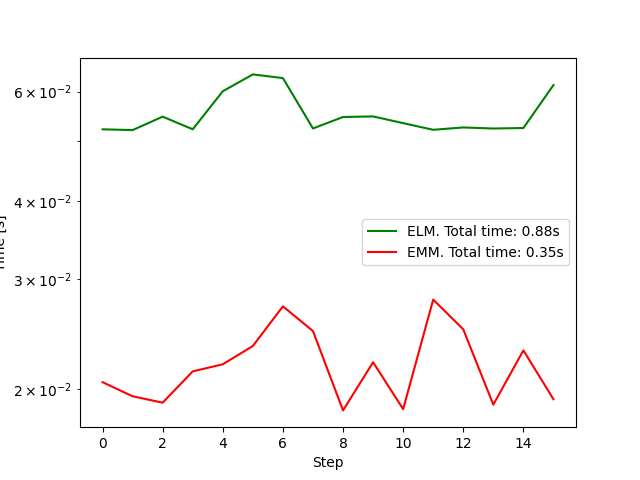 6 × 10⁻²
4 × 10⁻²
3 × 10⁻²
2 × 10⁻²
Time [s]
ELM. Total time: 0.88s
EMM. Total time: 0.35s
0 2 4 6 8 10 12 14
Step